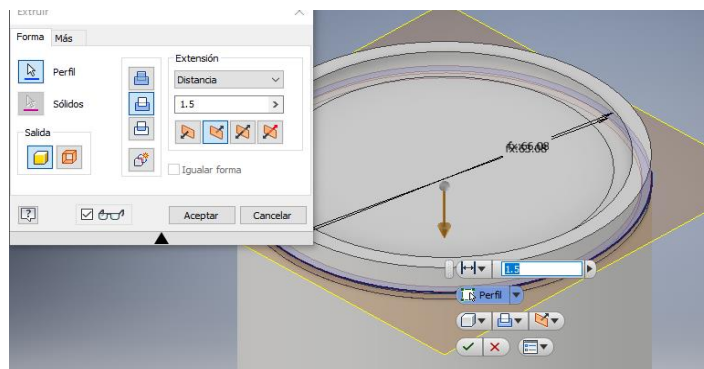 Extruir
Forma Más
Perfil
Sólidos
Salida
Extensión
Distancia
1.5
Igualar forma
Aceptar Cancelar
1.5
Perfil